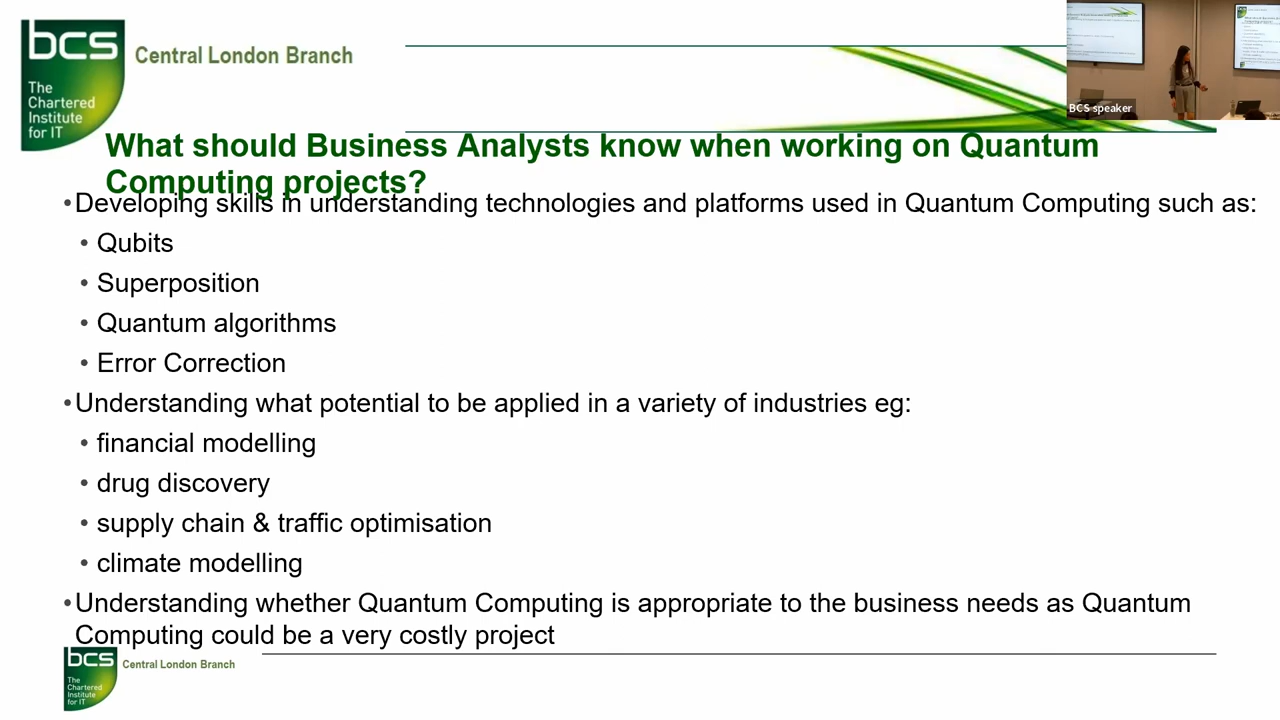 bcs
Central London Branch
The
Chartered
Institute
for IT
BCS speaker
What should Business Analysts know when working on Quantum
Computing projects?
•Developing skills in understanding technologies and platforms used in Quantum Computing such as:
• Qubits
• Superposition
• Quantum algorithms
• Error Correction
•Understanding what potential to be applied in a variety of industries eg:
• financial modelling
• drug discovery
• supply chain & traffic optimisation
• climate modelling
•Understanding whether Quantum Computing is appropriate to the business needs as Quantum
Computing could be a very costly project
bcs
Central London Branch
The
Chartered
Institute
for IT